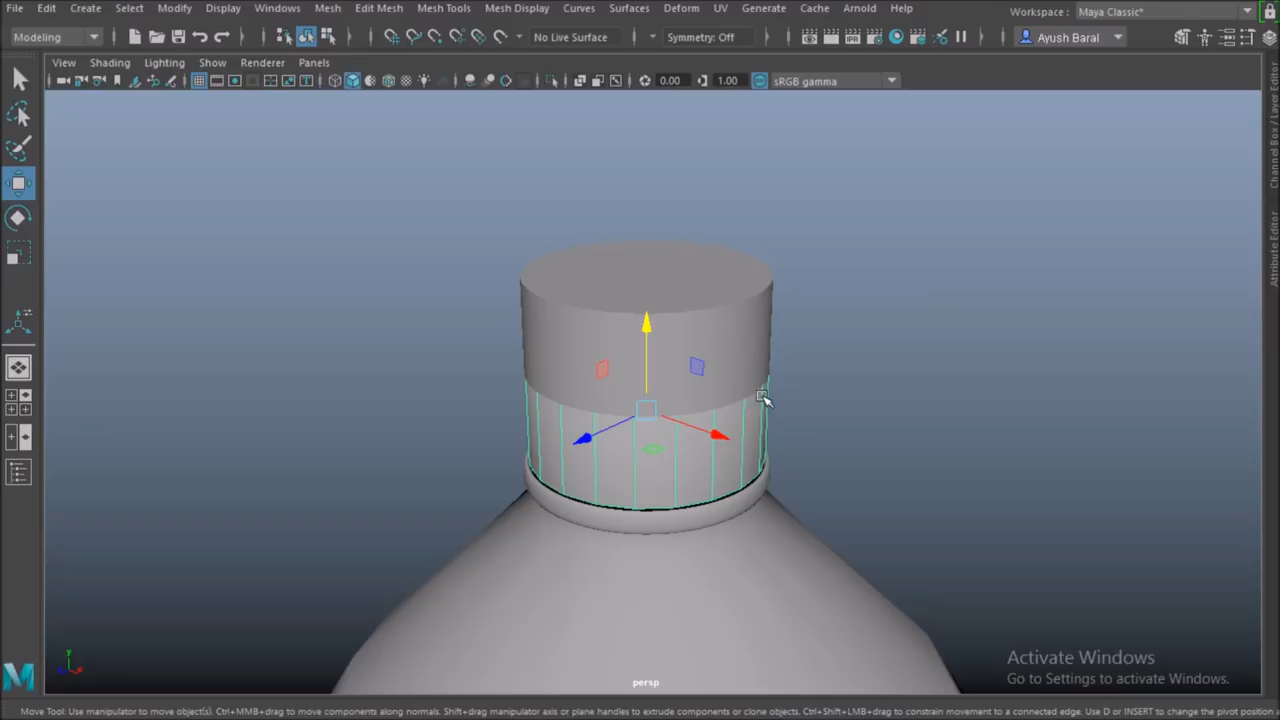 File Edit Create Select Modify Display Windows Mesh Edit Mesh Mesh Tools Mesh Display Curves Surfaces Deform UV Generate Cache Arnold Help Workspace: Maya Classic*
Modeling No Live Surface Symmetry: Off Ayush Baral
View Shading Lighting Show Renderer Panels
0.00 1.00 sRGB gamma
Channel Box / Layer Editor
Attribute Editor
Activate Windows
Go to Settings to activate Windows.
persp
Move Tool: Use manipulator to move object(s). Ctrl+MMB+drag to move components along normals. Shift+drag manipulator axis or plane handles to extrude components or clone objects. Ctrl+Shift+LMB+drag to constrain movement to a connected edge. Use D or INSERT to change the pivot position